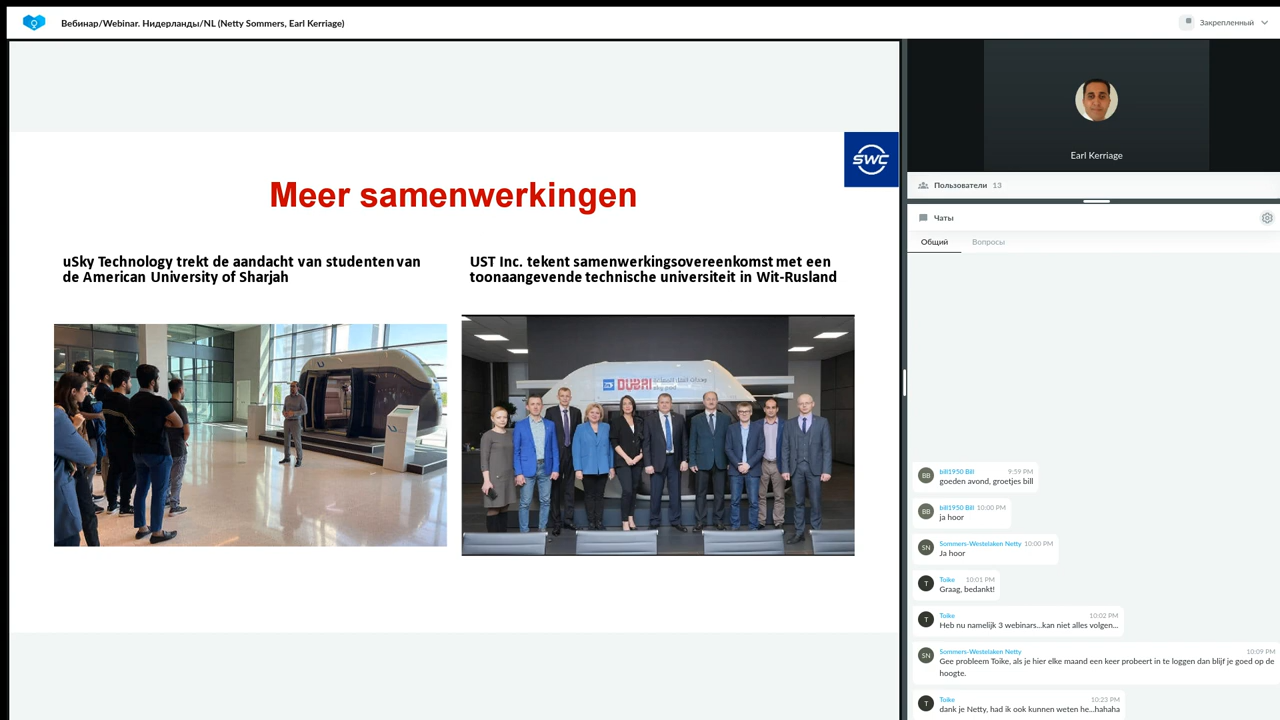 Вебинар/Webinar. Нидерланды/NL (Netty Sommers, Earl Kerriage)
Закрепленный
SWC
Meer samenwerkingen
uSky Technology trekt de aandacht van studenten van
de American University of Sharjah
UST Inc. tekent samenwerkingsovereenkomst met een
toonaangevende technische universiteit in Wit-Rusland
DUBAI
Earl Kerriage
Пользователи 13
Чаты
Общий
Вопросы
BB
bill1950 Bill 9:59 PM
goeden avond, groetjes bill
BB
bill1950 Bill 10:00 PM
ja hoor
SN
Sommers-Westelaken Netty 10:00 PM
Ja hoor
T
Toike 10:01 PM
Graag, bedankt!
T
Toike 10:02 PM
Heb nu namelijk 3 webinars...kan niet alles volgen...
SN
Sommers-Westelaken Netty 10:09 PM
Gee probleem Toike, als je hier elke maand een keer probeert in te loggen dan blijf je goed op de
hoogte.
T
Toike 10:23 PM
dank je Netty, had ik ook kunnen weten he...hahaha